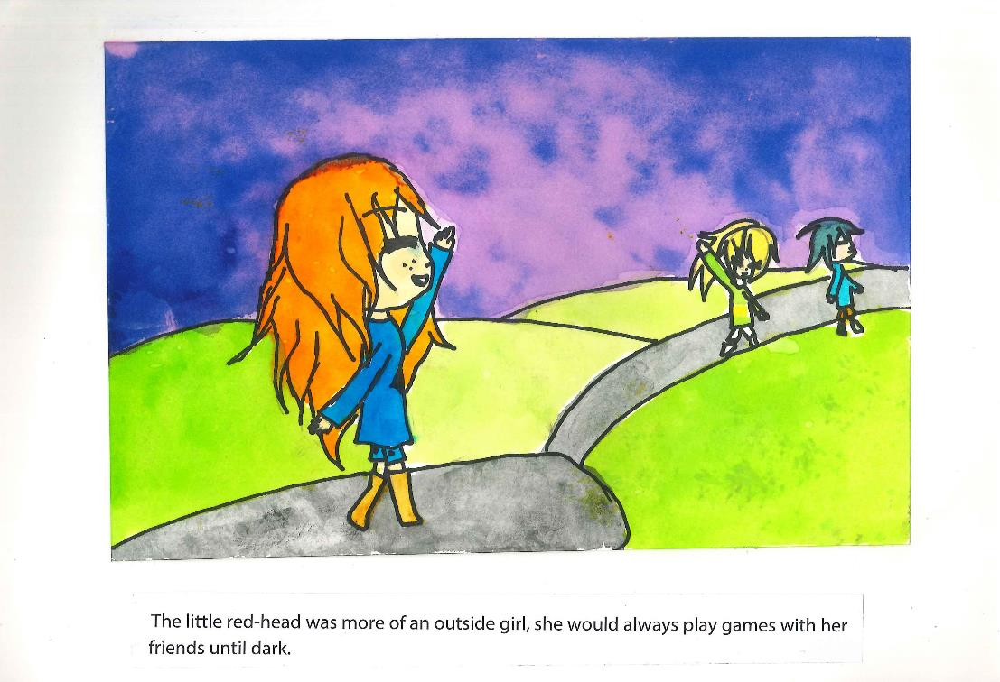 The little red-head was more of an outside girl, she would always play games with her
friends until dark.